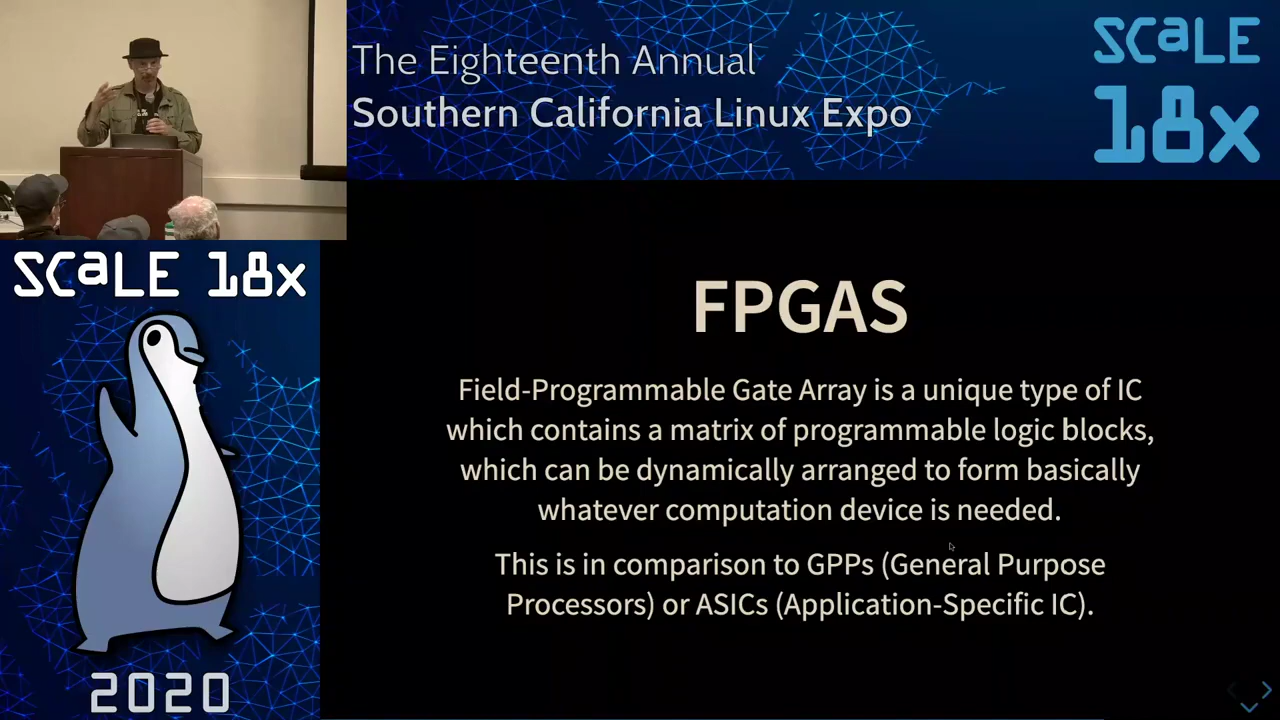 The Eighteenth Annual
Southern California Linux Expo
SCaLE
18x
SCaLE 18x
2020
FPGAS
Field-Programmable Gate Array is a unique type of IC
which contains a matrix of programmable logic blocks,
which can be dynamically arranged to form basically
whatever computation device is needed.
This is in comparison to GPPs (General Purpose
Processors) or ASICs (Application-Specific IC).